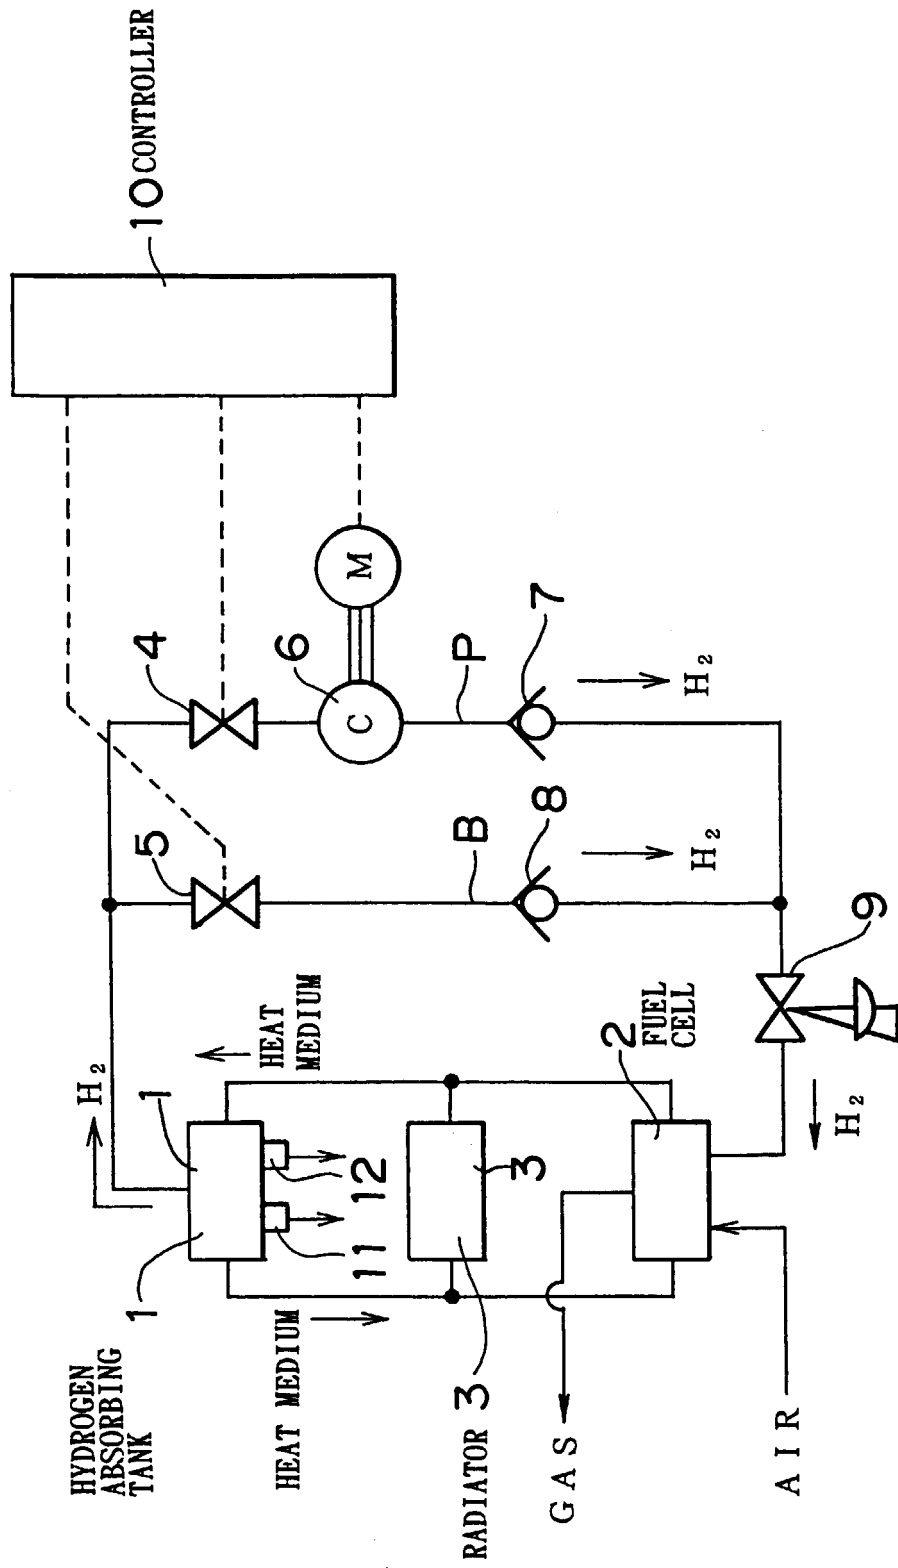 HYDROGEN
ABSORBING
TANK
1
1
H₂
HEAT MEDIUM
HEAT
MEDIUM
11
12
5
4
10 CONTROLLER
RADIATOR 3
3
6
C
M
B
P
8
7
H₂
H₂
GAS
2
FUEL
CELL
9
H₂
AIR